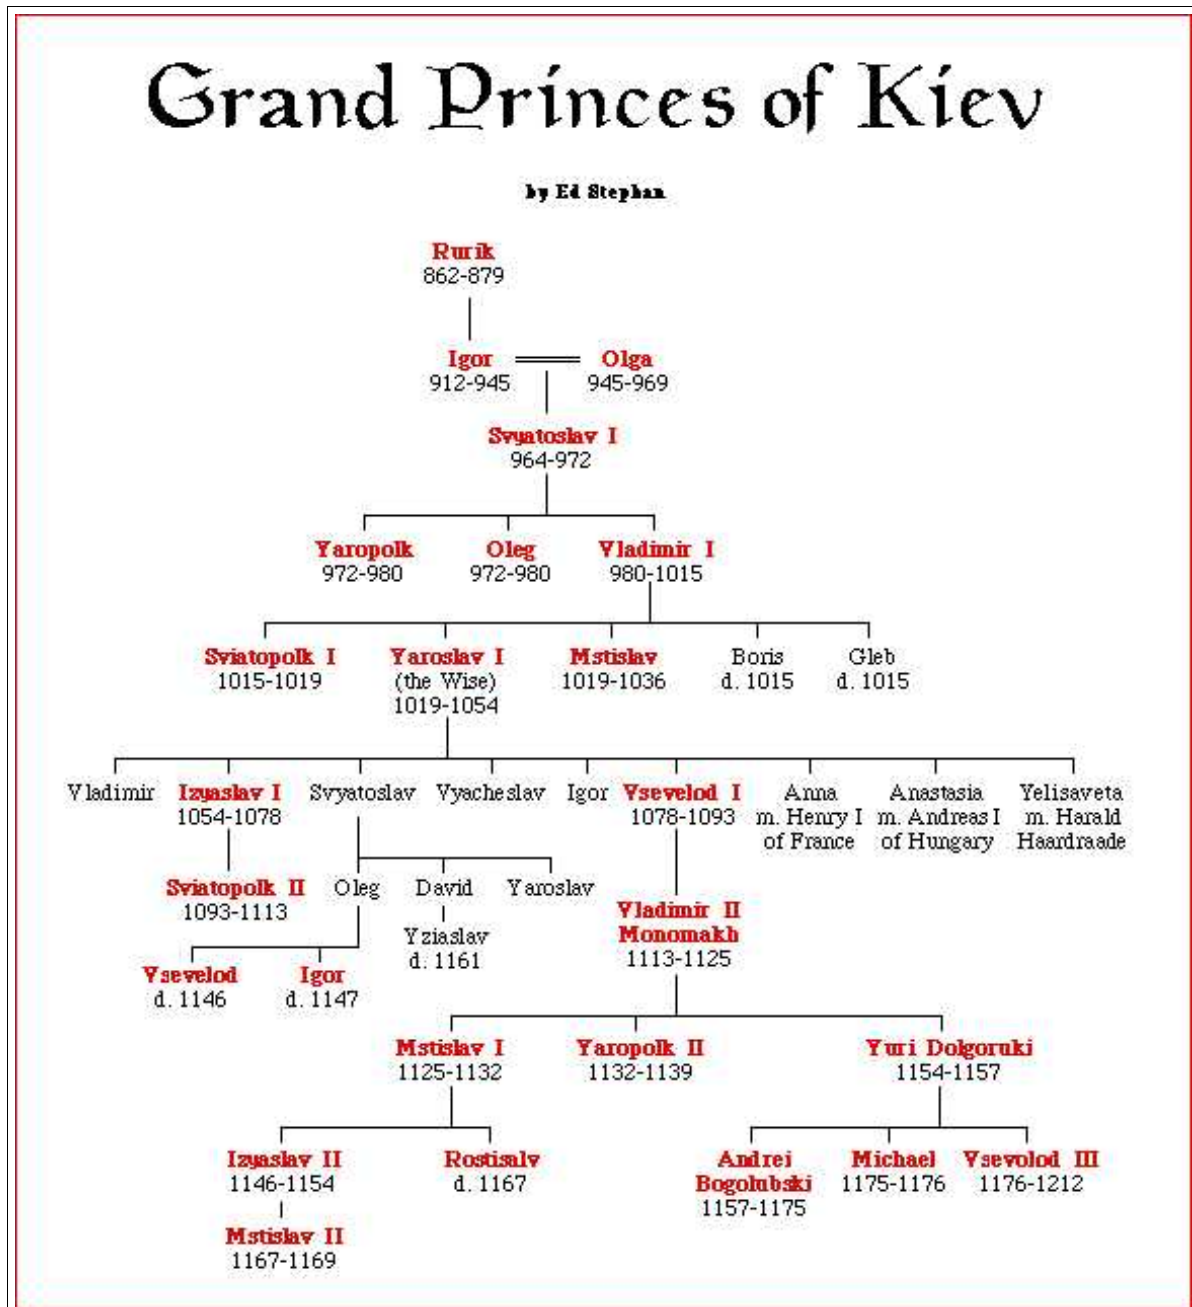 Grand Princes of Kiev
by Ed Stephan
Rurik
862-879
Igor Olga
912-945 945-969
Svyatoslav I
964-972
Yaropolk Oleg Vladimir I
972-980 972-980 980-1015
Sviatopolk I Yaroslav I Mstislav Boris Gleb
1015-1019 (the Wise) 1019-1036 d. 1015 d. 1015
1019-1054
Vladimir Izyaslav I Svyatoslav Vyacheslav Igor Vsevelod I Anna Anastasia Yelisaveta
1054-1078 1078-1093 m. Henry I m. Andreas I m. Harald
of France of Hungary Haardraade
Sviatopolk II Oleg David Yaroslav
1093-1113
Vladimir II
Monomakh
1113-1125
Yziaslav
d. 1161
Vsevelod Igor
d. 1146 d. 1147
Mstislav I Yaropolk II Yuri Dolgoruki
1125-1132 1132-1139 1154-1157
Izyaslav II Rostisalv Andrei Michael Vsevolod III
1146-1154 d. 1167 Bogolubski 1175-1176 1176-1212
1157-1175
Mstislav II
1167-1169